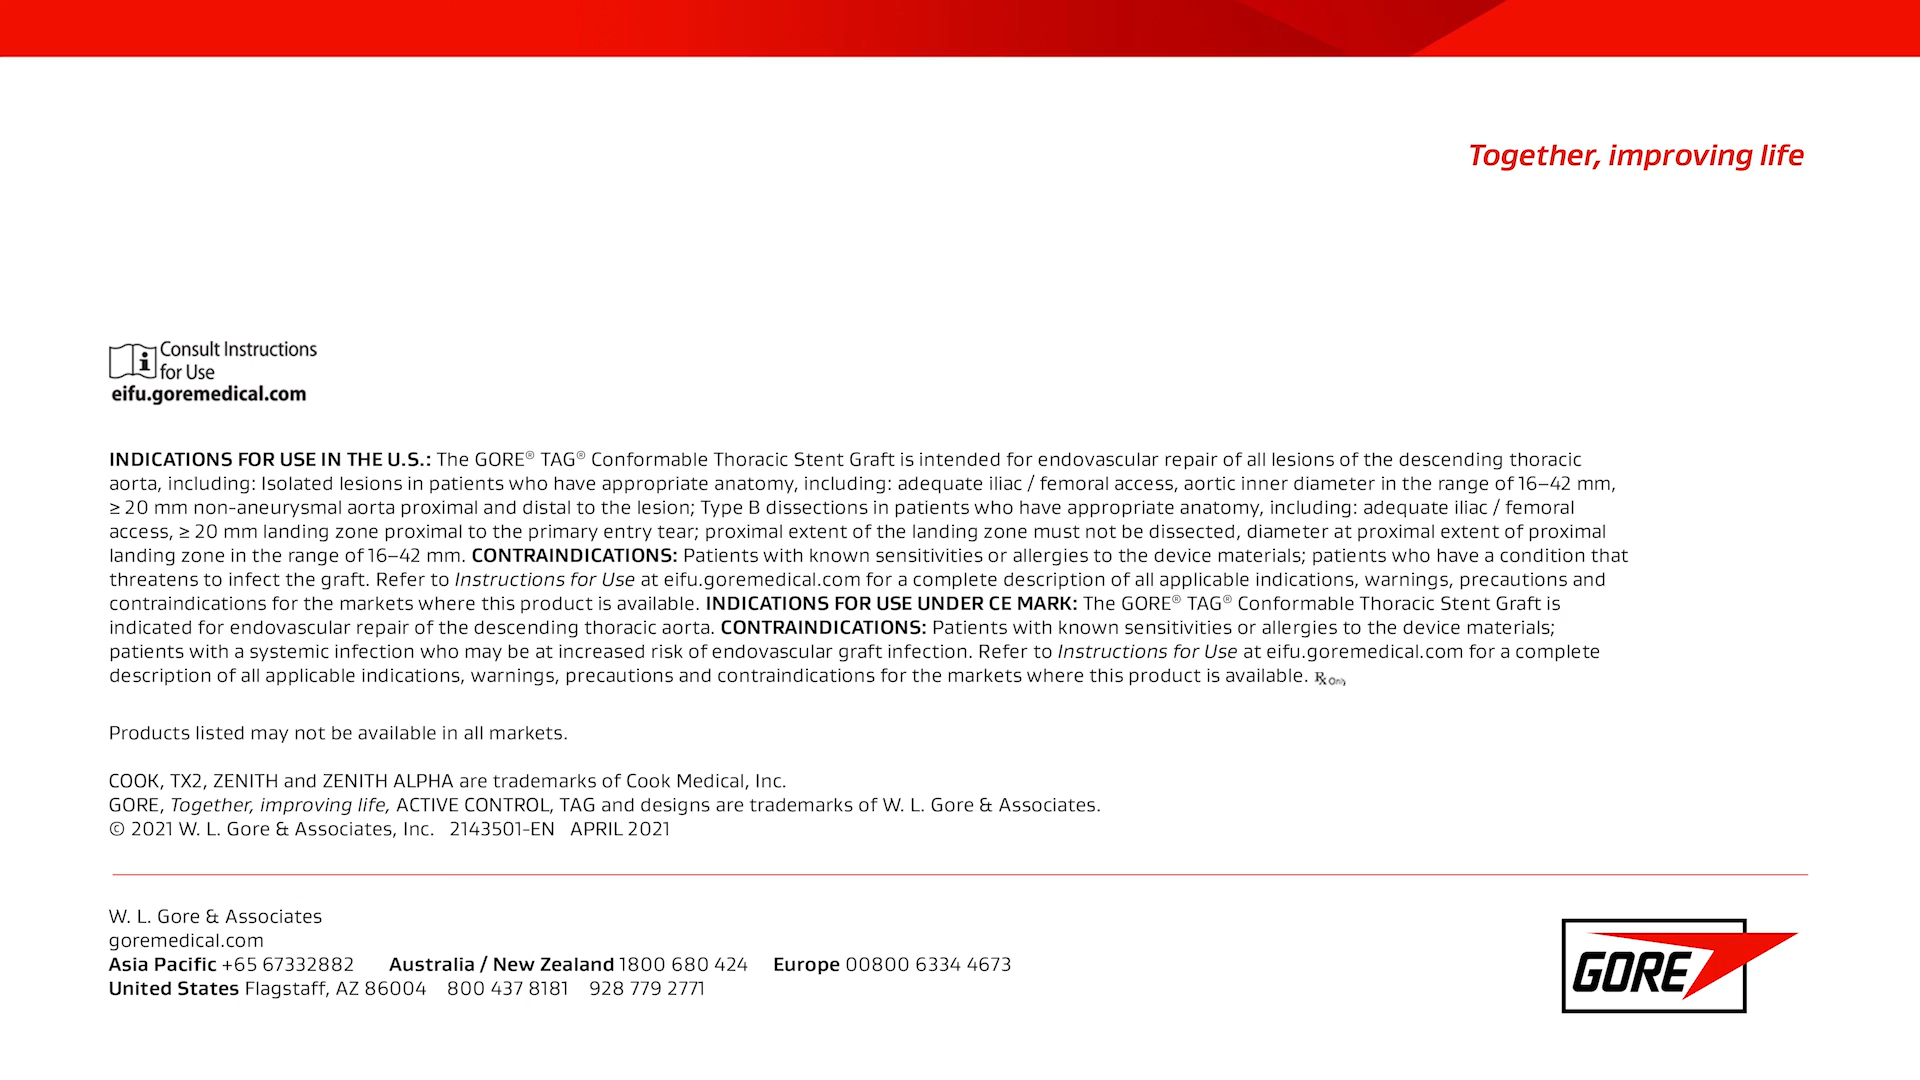 Together, improving life
Consult Instructions
for Use
eifu.goremedical.com
INDICATIONS FOR USE IN THE U.S.: The GORE® TAG® Conformable Thoracic Stent Graft is intended for endovascular repair of all lesions of the descending thoracic
aorta, including: Isolated lesions in patients who have appropriate anatomy, including: adequate iliac / femoral access, aortic inner diameter in the range of 16–42 mm,
≥ 20 mm non-aneurysmal aorta proximal and distal to the lesion; Type B dissections in patients who have appropriate anatomy, including: adequate iliac / femoral
access, ≥ 20 mm landing zone proximal to the primary entry tear; proximal extent of the landing zone must not be dissected, diameter at proximal extent of proximal
landing zone in the range of 16–42 mm. CONTRAINDICATIONS: Patients with known sensitivities or allergies to the device materials; patients who have a condition that
threatens to infect the graft. Refer to Instructions for Use at eifu.goremedical.com for a complete description of all applicable indications, warnings, precautions and
contraindications for the markets where this product is available. INDICATIONS FOR USE UNDER CE MARK: The GORE® TAG® Conformable Thoracic Stent Graft is
indicated for endovascular repair of the descending thoracic aorta. CONTRAINDICATIONS: Patients with known sensitivities or allergies to the device materials;
patients with a systemic infection who may be at increased risk of endovascular graft infection. Refer to Instructions for Use at eifu.goremedical.com for a complete
description of all applicable indications, warnings, precautions and contraindications for the markets where this product is available. ℞ Only
Products listed may not be available in all markets.
COOK, TX2, ZENITH and ZENITH ALPHA are trademarks of Cook Medical, Inc.
GORE, Together, improving life, ACTIVE CONTROL, TAG and designs are trademarks of W. L. Gore & Associates.
© 2021 W. L. Gore & Associates, Inc. 2143501-EN APRIL 2021
W. L. Gore & Associates
goremedical.com
Asia Pacific +65 67332882 Australia / New Zealand 1800 680 424 Europe 00800 6334 4673
United States Flagstaff, AZ 86004 800 437 8181 928 779 2771
GORE